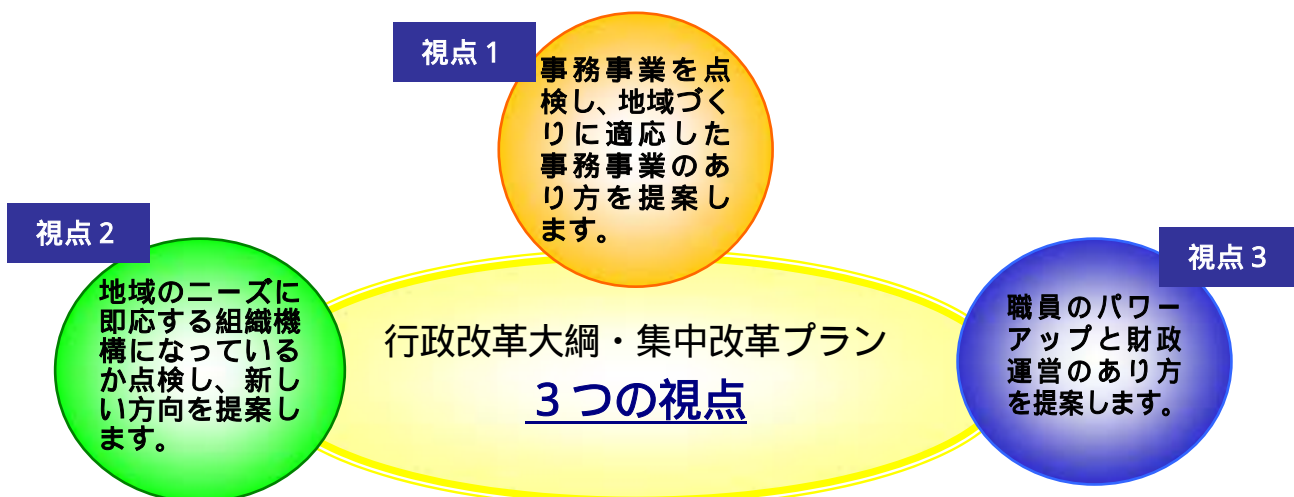 視点１
事務事業を点
検し、地域づく
りに適応した
事務事業のあ
り方を提案し
ます。
視点２
地域のニーズに
即応する組織機
構になっている
か点検し、新し
い方向を提案し
ます。
視点３
職員のパワー
アップと財政
運営のあり方
を提案します。
行政改革大綱・集中改革プラン
３つの視点